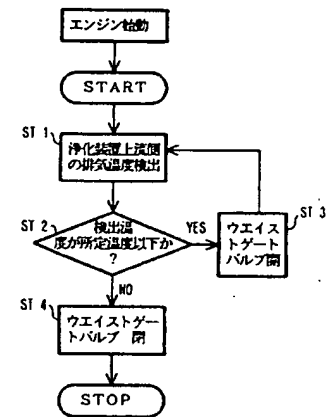 エンジン始動
START
ST 1
浄化装置上流側
の排気温度検出
ST 2
検出温
度が所定温度以下か
?
YES
ST 3
ウエイス
トゲート
バルブ開
NO
ST 4
ウエイストゲー
トバルブ 閉
STOP